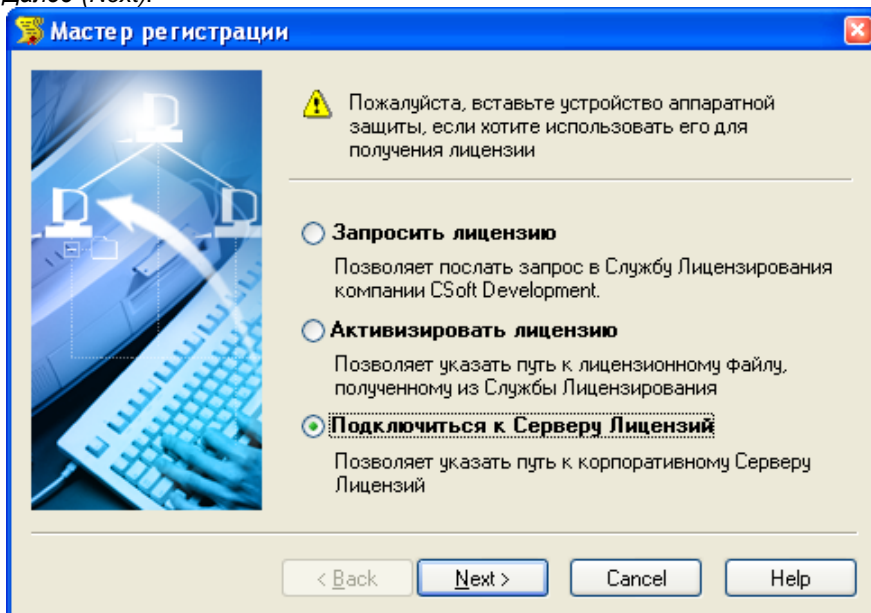 Далее (Next).
Мастер регистрации
Пожалуйста, вставьте устройство аппаратной
защиты, если хотите использовать его для
получения лицензии
Запросить лицензию
Позволяет послать запрос в Службу Лицензирования
компании CSoft Development.
Активизировать лицензию
Позволяет указать путь к лицензионному файлу,
полученному из Службы Лицензирования
Подключиться к Серверу Лицензий
Позволяет указать путь к корпоративному Серверу
Лицензий
< Back Next > Cancel Help